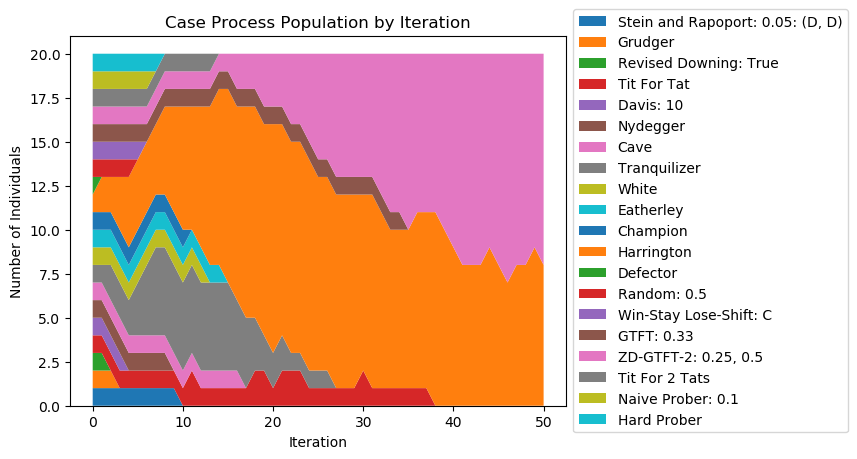 Case Process Population by Iteration
20.0
17.5
15.0
12.5
10.0
7.5
5.0
2.5
0.0
Number of Individuals
0
10
20
30
40
50
Iteration
Stein and Rapoport: 0.05: (D, D)
Grudger
Revised Downing: True
Tit For Tat
Davis: 10
Nydegger
Cave
Tranquilizer
White
Eatherley
Champion
Harrington
Defector
Random: 0.5
Win-Stay Lose-Shift: C
GTFT: 0.33
ZD-GTFT-2: 0.25, 0.5
Tit For 2 Tats
Naive Prober: 0.1
Hard Prober